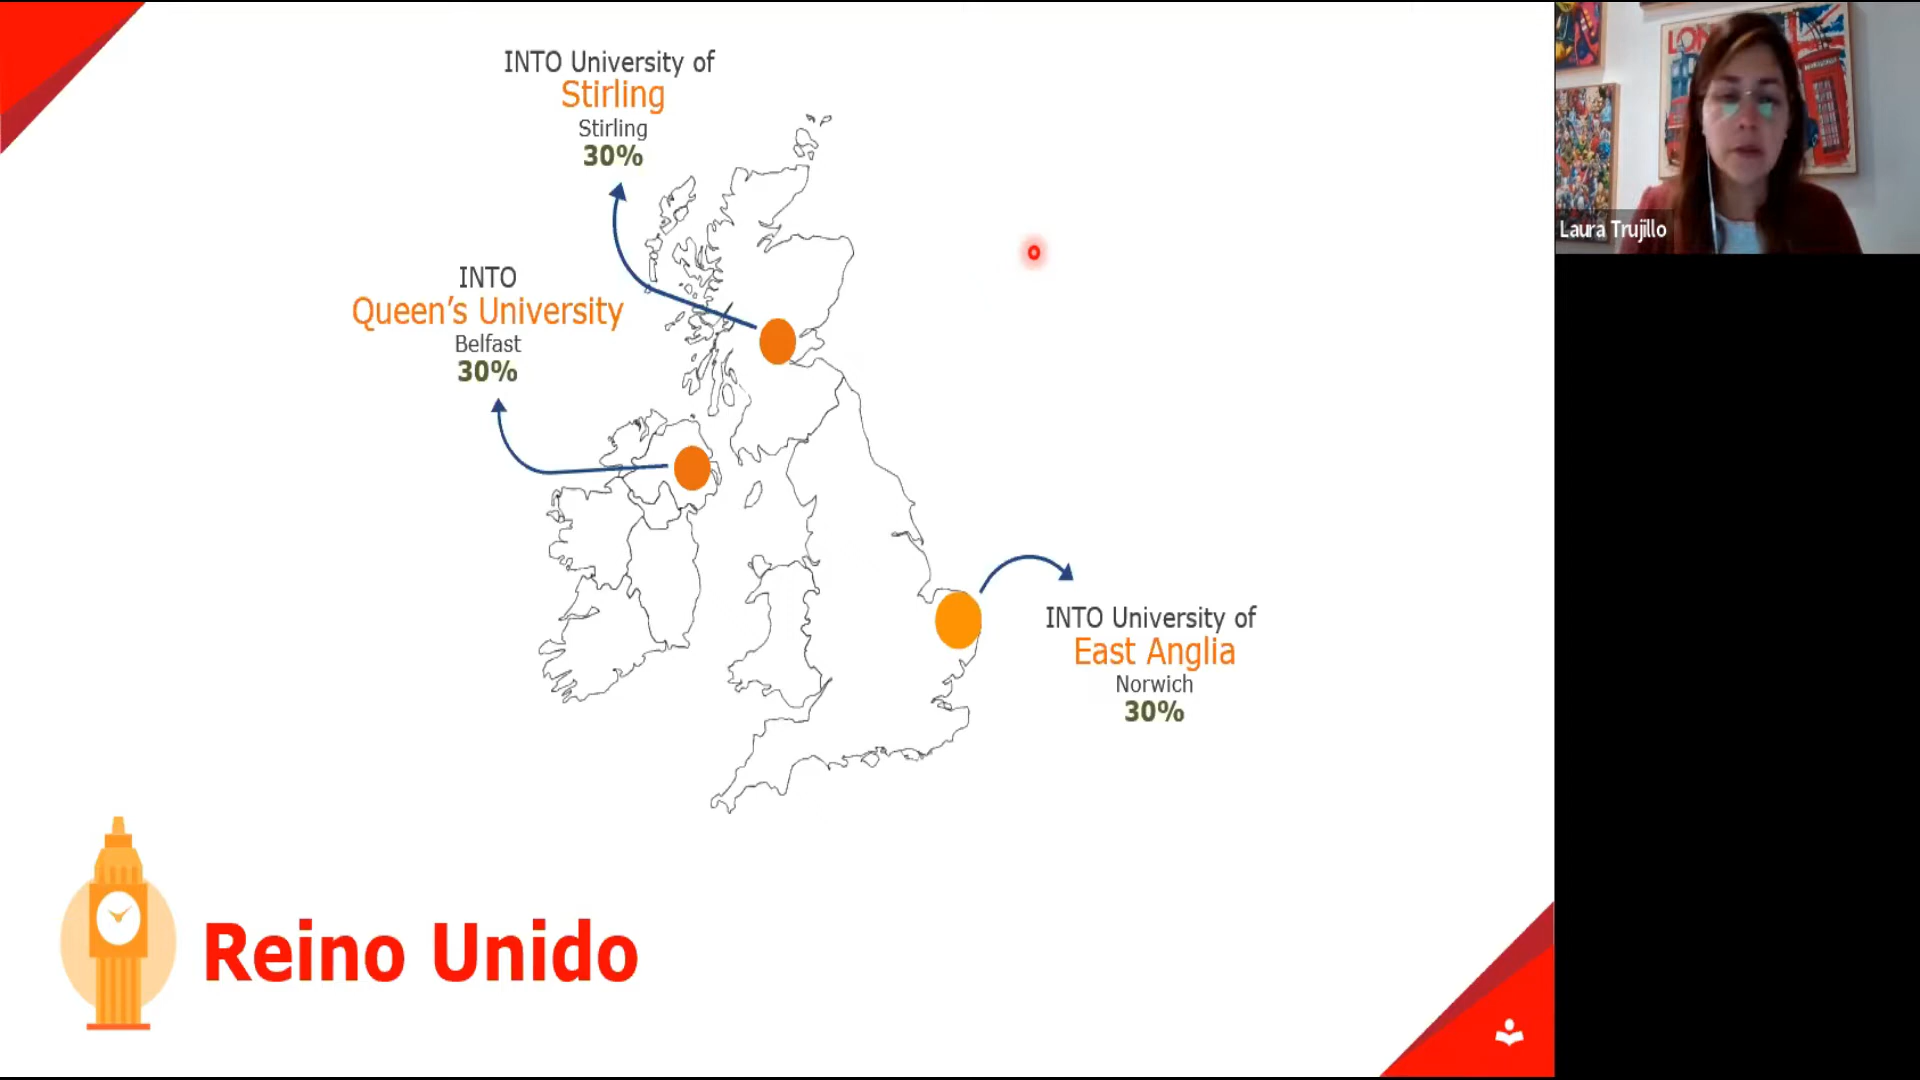 INTO University of
Stirling
Stirling
30%
INTO
Queen's University
Belfast
30%
INTO University of
East Anglia
Norwich
30%
Reino Unido
LON
Laura Trujillo